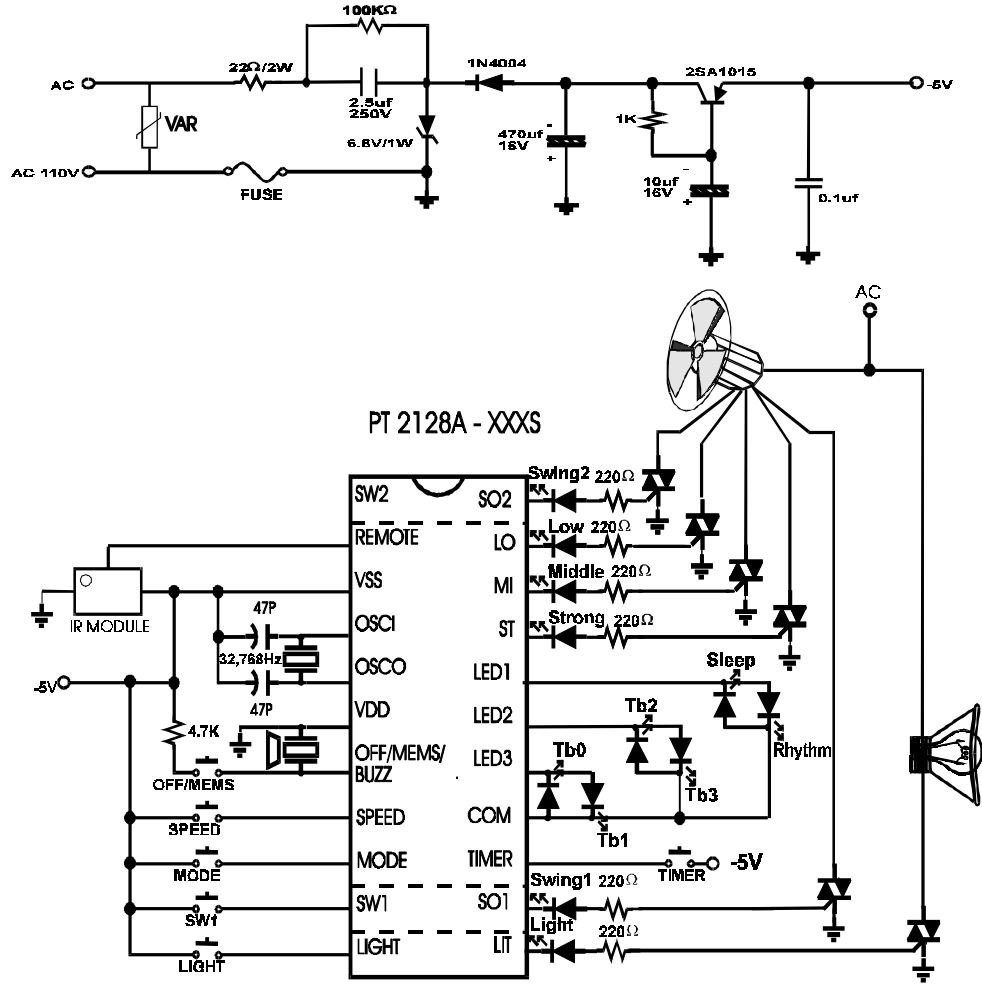 100KΩ
22Ω/2W
1N4004
2SA1015
AC
-5V
2.5uf
250V
VAR
1K
470uf
16V
-
+
6.8V/1W
AC 110V
FUSE
-
10uf
16V
+
0.1uf
AC
PT 2128A - XXXS
SW2
SO2
Swing2 220Ω
REMOTE
LO
Low 220Ω
VSS
MI
Middle 220Ω
IR MODULE
47P
OSCI
ST
Strong 220Ω
32,768Hz
OSCO
LED1
Sleep
-5V
47P
VDD
LED2
Tb2
4.7K
OFF/MEMS/
BUZZ
LED3
Tb0
Rhythm
OFF/MEMS
Tb3
SPEED
SPEED
COM
Tb1
MODE
MODE
TIMER
TIMER
-5V
SW1
SW1
SO1
Swing1 220Ω
LIGHT
LIGHT
LIT
Light 220Ω